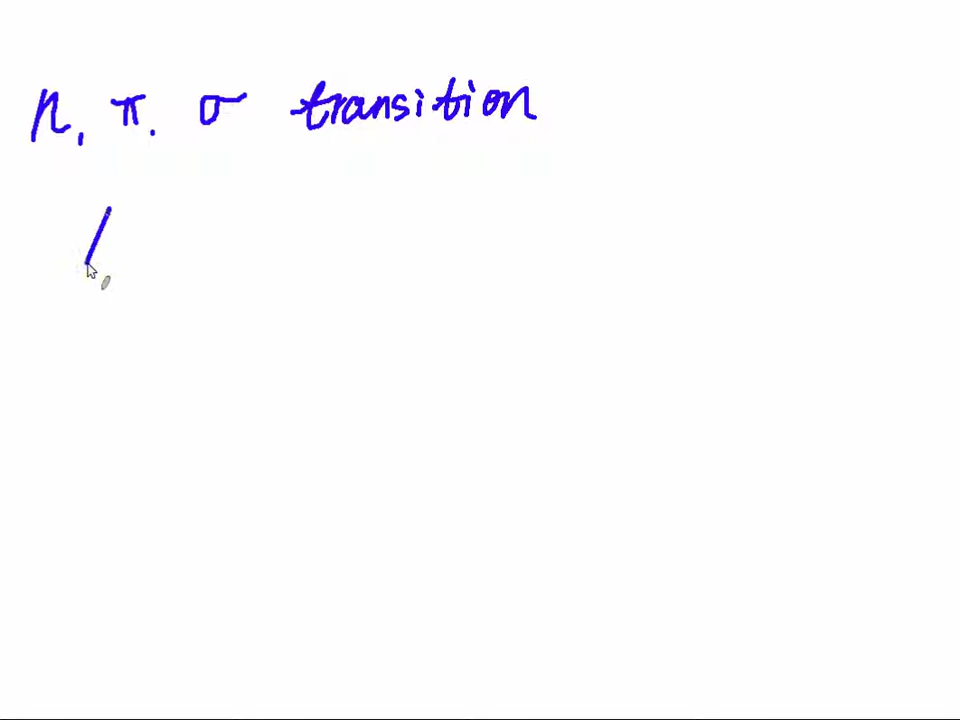 n, π. σ transition